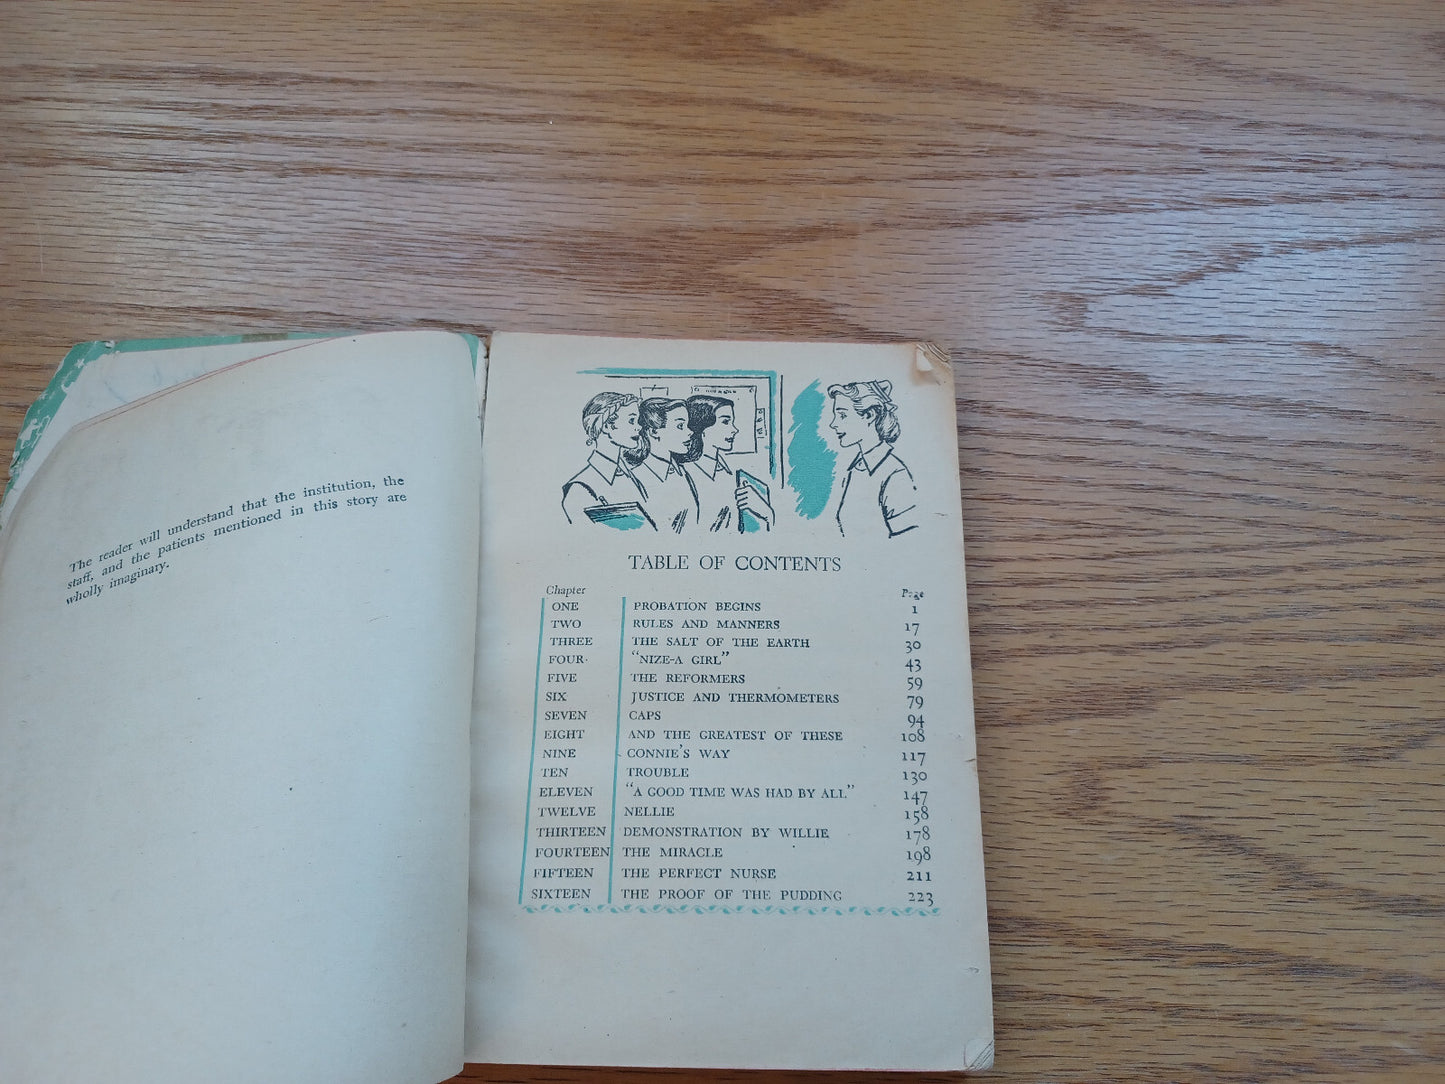 The reader will understand that the institution, the
staff, and the patients mentioned in this story are
wholly imaginary.
TABLE OF CONTENTS
Chapter Page
ONE PROBATION BEGINS 1
TWO RULES AND MANNERS 17
THREE THE SALT OF THE EARTH 30
FOUR "NIZE-A GIRL" 43
FIVE THE REFORMERS 59
SIX JUSTICE AND THERMOMETERS 79
SEVEN CAPS 94
EIGHT AND THE GREATEST OF THESE 108
NINE CONNIE'S WAY 117
TEN TROUBLE 130
ELEVEN "A GOOD TIME WAS HAD BY ALL" 147
TWELVE NELLIE 158
THIRTEEN DEMONSTRATION BY WILLIE 178
FOURTEEN THE MIRACLE 198
FIFTEEN THE PERFECT NURSE 211
SIXTEEN THE PROOF OF THE PUDDING 223